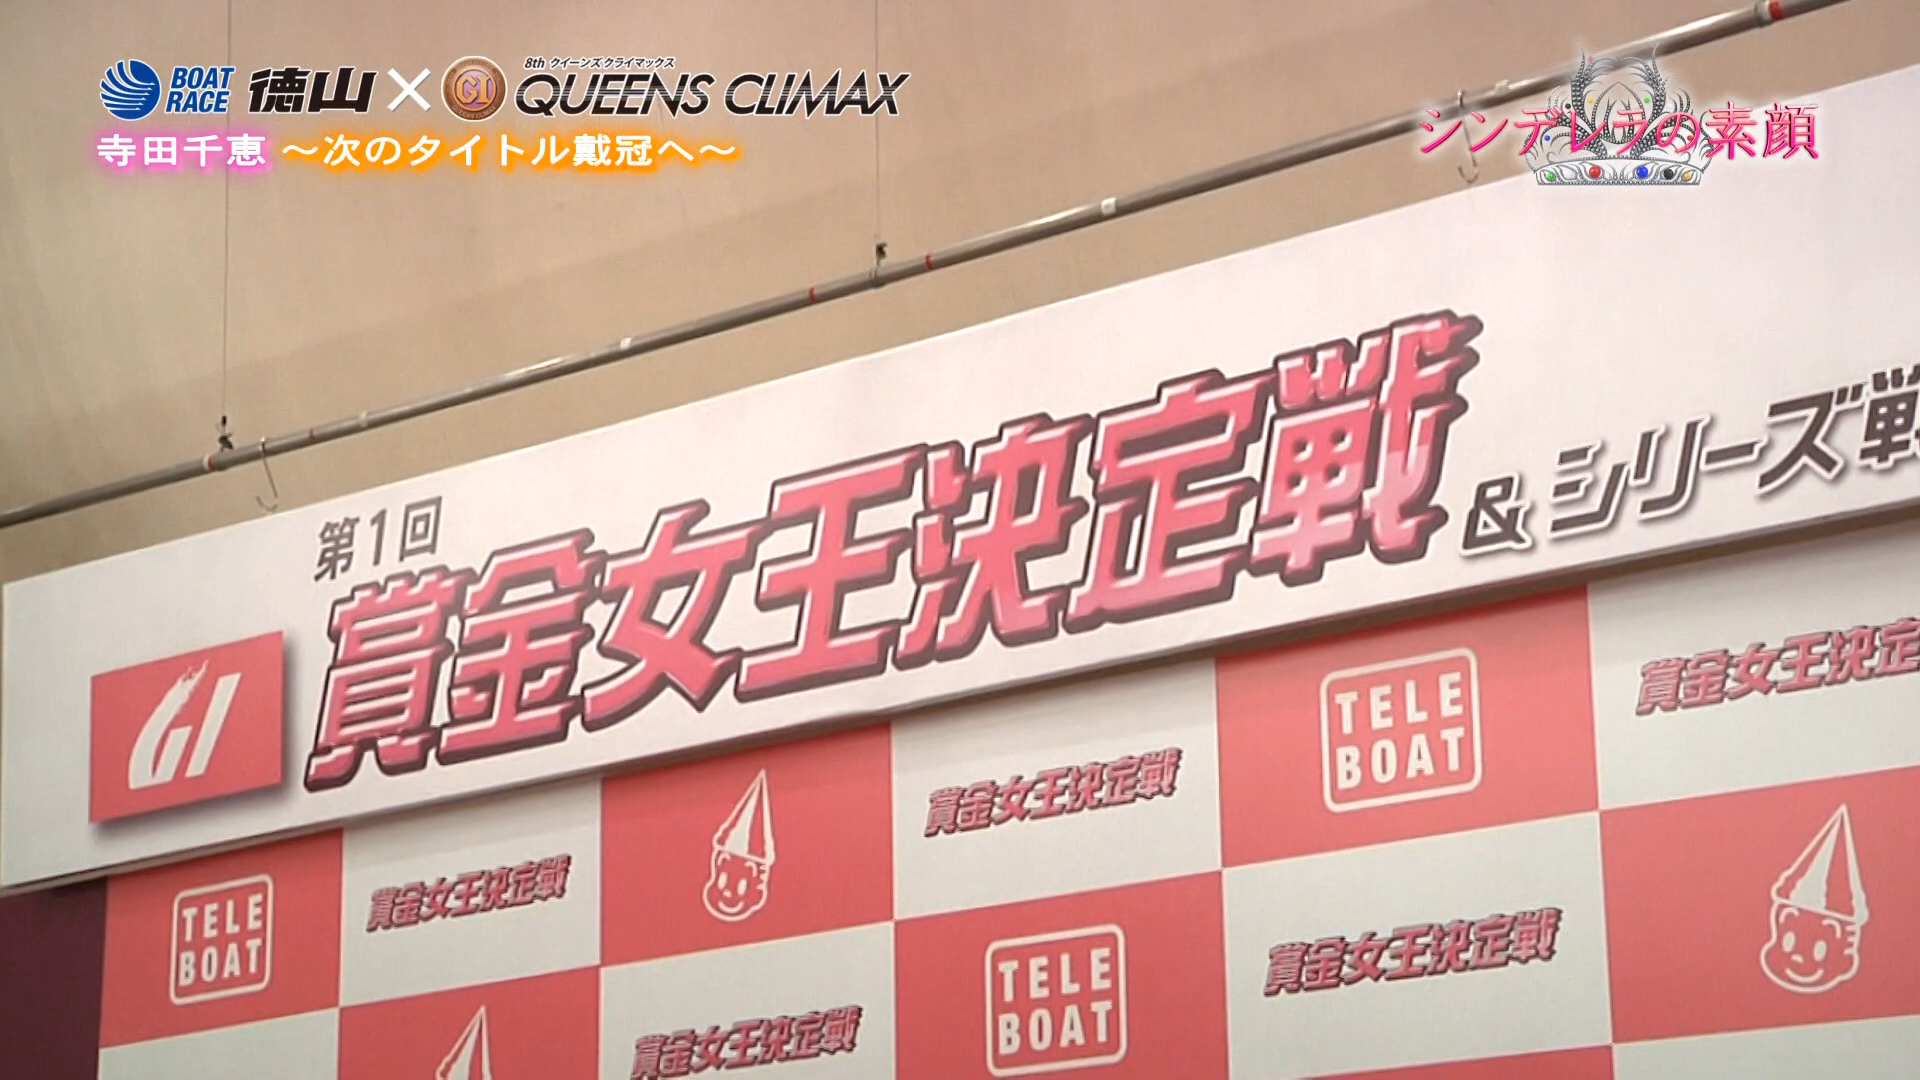 BOAT RACE 徳山×GI 8th クイーンズクライマックス QUEENS CLIMAX
寺田千恵 ～次のタイトル戴冠へ～
シンデレラの素顔
第1回
GI 賞金女王決定戦 & シリーズ戦
TELE BOAT
賞金女王決定戦
賞金女王決定戦
TELE BOAT
賞金女王決定
賞金女王決定戦
TELE BOAT
賞金女王決定戦